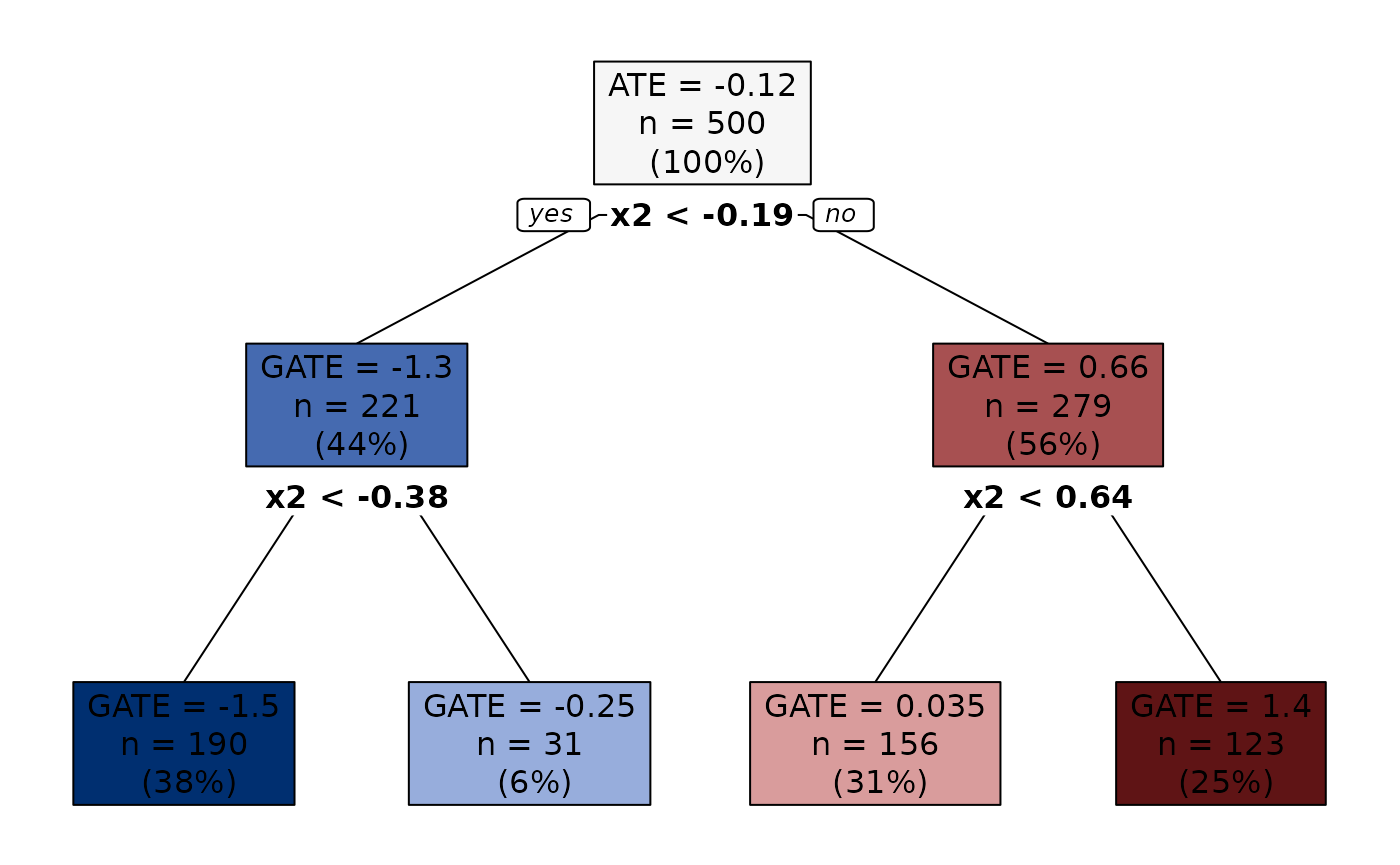 ATE = -0.12
n = 500
(100%)
yes x2 < -0.19 no
GATE = -1.3
n = 221
(44%)
GATE = 0.66
n = 279
(56%)
x2 < -0.38
x2 < 0.64
GATE = -1.5
n = 190
(38%)
GATE = -0.25
n = 31
(6%)
GATE = 0.035
n = 156
(31%)
GATE = 1.4
n = 123
(25%)